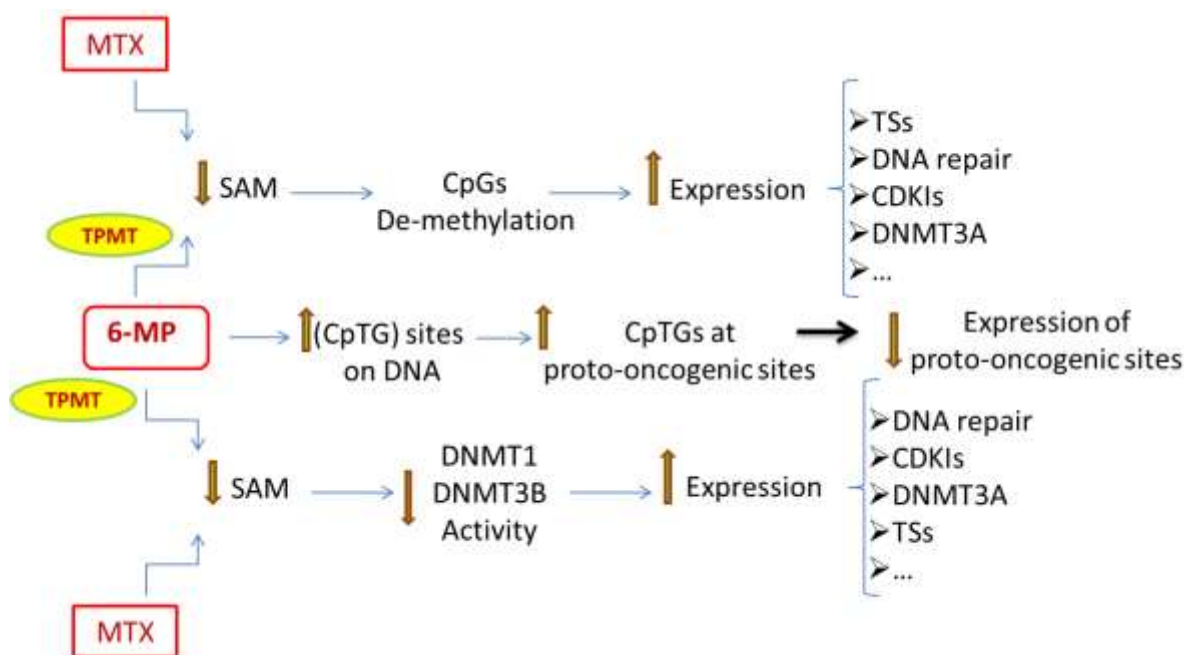 MTX
SAM
CpGs
De-methylation
Expression
TSs
DNA repair
CDKIs
DNMT3A
...
TPMT
6-MP
(CpTG) sites
on DNA
CpTGs at
proto-oncogenic sites
Expression of
proto-oncogenic sites
TPMT
SAM
DNMT1
DNMT3B
Activity
Expression
DNA repair
CDKIs
DNMT3A
TSs
...
MTX